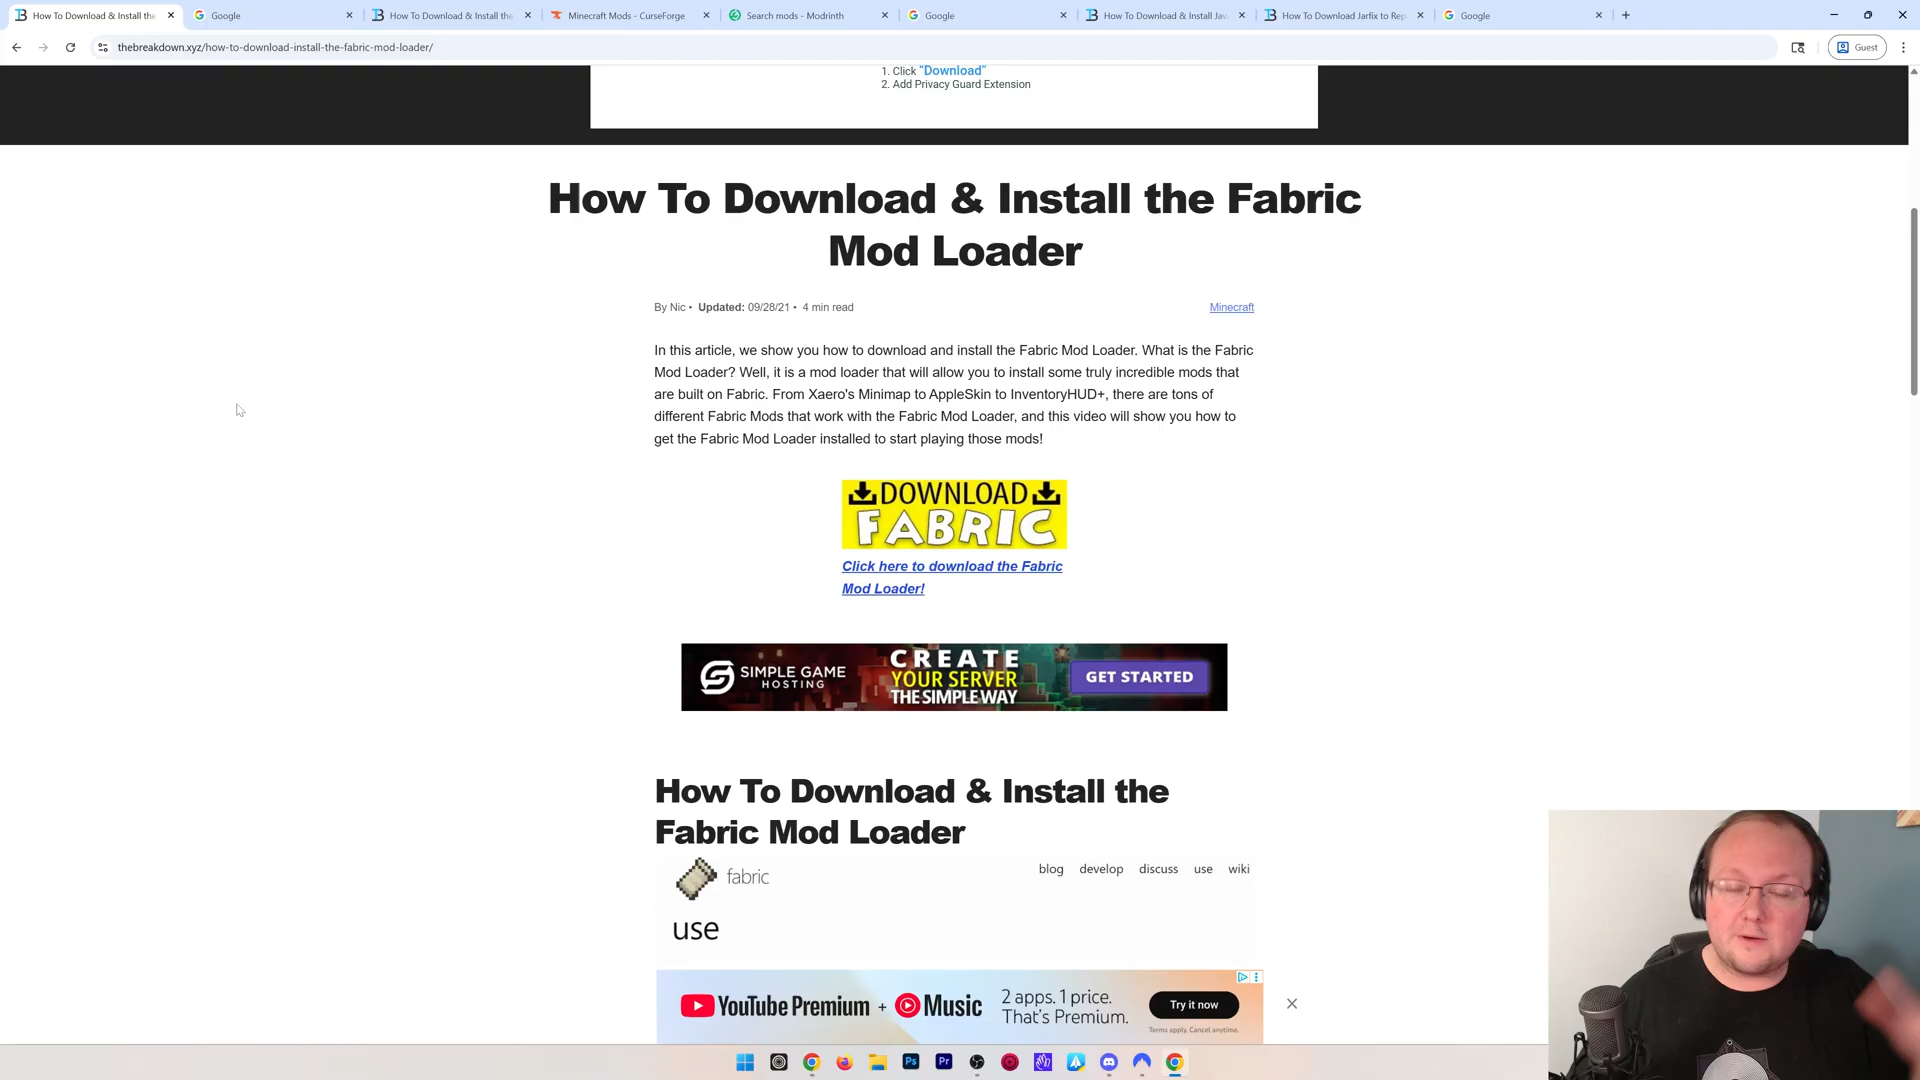 How To Download & Install the
Google
How To Download & Install the
Minecraft Mods - CurseForge
Search mods - Modrinth
Google
How To Download & Install Jav
How To Download Jarfix to Rep
Google
thebreakdown.xyz/how-to-download-install-the-fabric-mod-loader/
Guest
1. Click “Download”
2. Add Privacy Guard Extension
How To Download & Install the Fabric
Mod Loader
By Nic • Updated: 09/28/21 • 4 min read
Minecraft
In this article, we show you how to download and install the Fabric Mod Loader. What is the Fabric
Mod Loader? Well, it is a mod loader that will allow you to install some truly incredible mods that
are built on Fabric. From Xaero's Minimap to AppleSkin to InventoryHUD+, there are tons of
different Fabric Mods that work with the Fabric Mod Loader, and this video will show you how to
get the Fabric Mod Loader installed to start playing those mods!
DOWNLOAD
FABRIC
Click here to download the Fabric
Mod Loader!
SIMPLE GAME
HOSTING
CREATE
YOUR SERVER
THE SIMPLE WAY
GET STARTED
How To Download & Install the
Fabric Mod Loader
fabric
blog develop discuss use wiki
use
YouTube Premium + Music
2 apps. 1 price.
That's Premium.
Try it now
Terms apply. Cancel anytime.
Ps
Pr